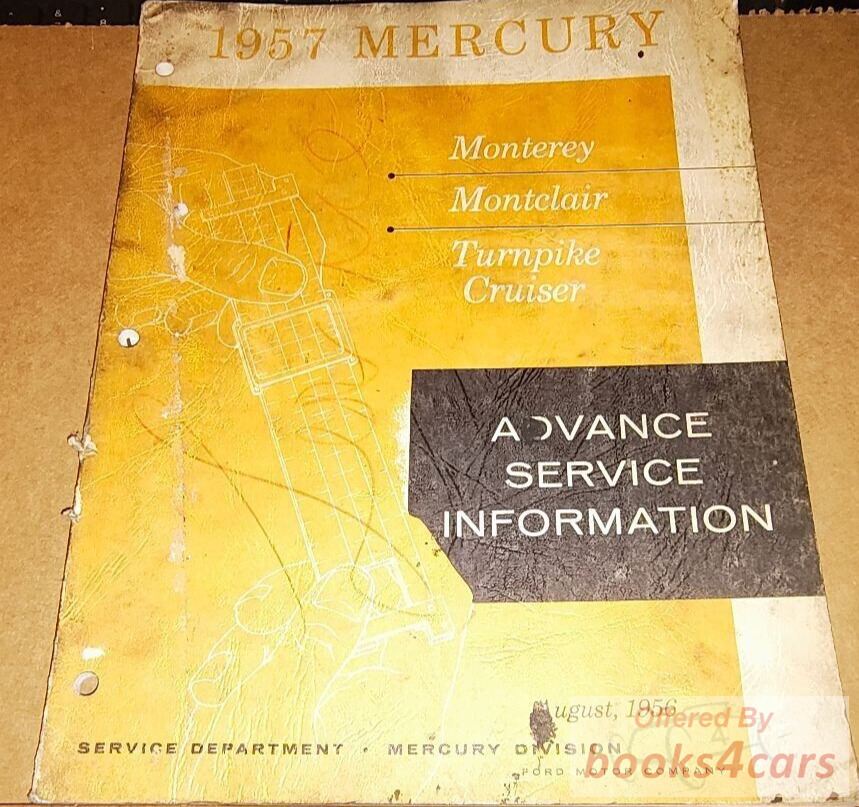 1957 MERCURY
Monterey
Montclair
Turnpike
Cruiser
ADVANCE
SERVICE
INFORMATION
August, 1956
SERVICE DEPARTMENT • MERCURY DIVISION
FORD MOTOR COMPANY
Offered By
books4cars